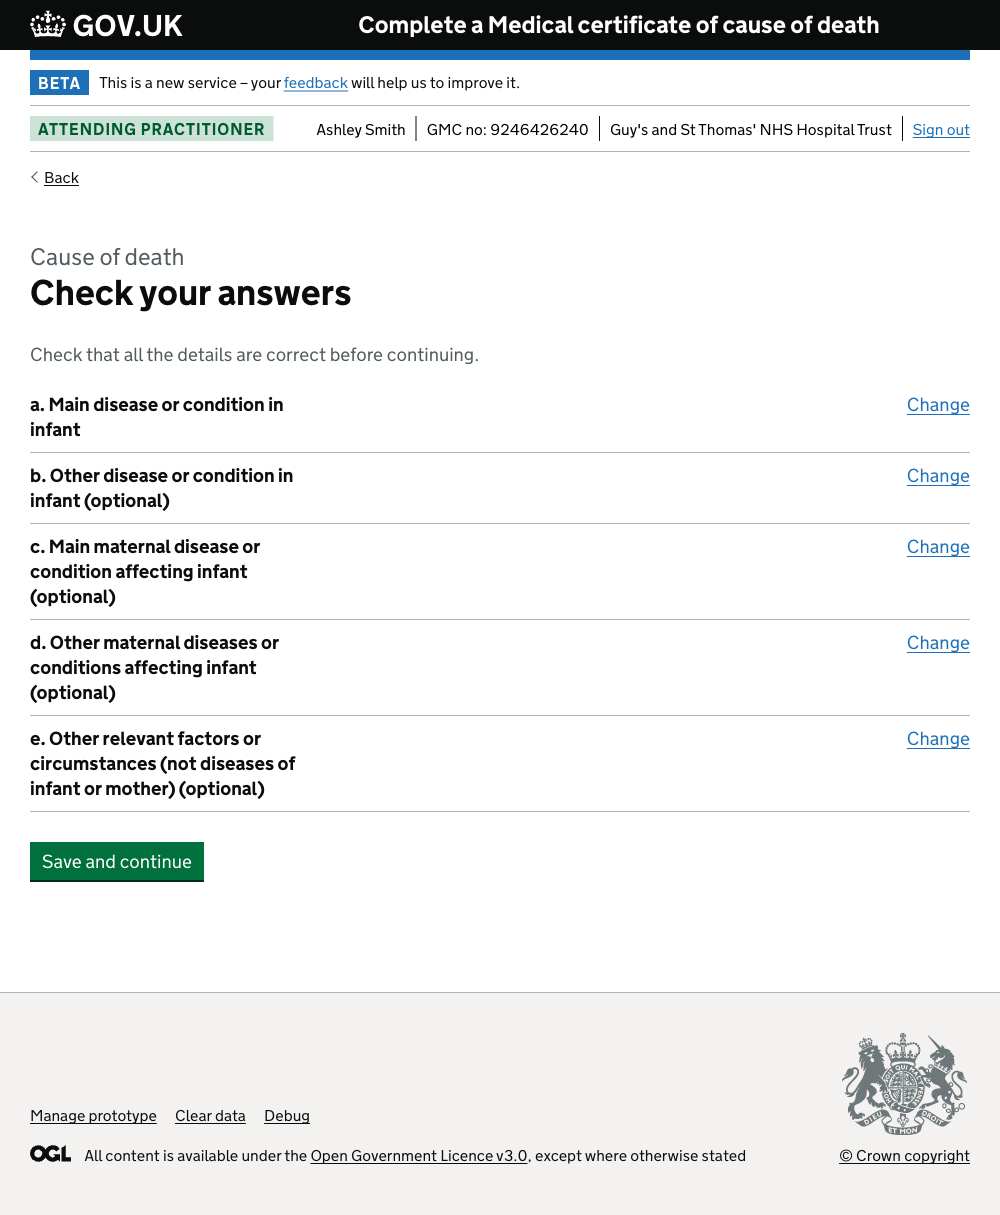 GOV.UK
Complete a Medical certificate of cause of death
BETA
This is a new service – your feedback will help us to improve it.
ATTENDING PRACTITIONER
Ashley Smith
GMC no: 9246426240
Guy's and St Thomas' NHS Hospital Trust
Sign out
Back
Cause of death
Check your answers
Check that all the details are correct before continuing.
a. Main disease or condition in
infant
Change
b. Other disease or condition in
infant (optional)
Change
c. Main maternal disease or
condition affecting infant
(optional)
Change
d. Other maternal diseases or
conditions affecting infant
(optional)
Change
e. Other relevant factors or
circumstances (not diseases of
infant or mother) (optional)
Change
Save and continue
Manage prototype
Clear data
Debug
DIEU ET MON DROIT
OGL
All content is available under the Open Government Licence v3.0, except where otherwise stated
© Crown copyright